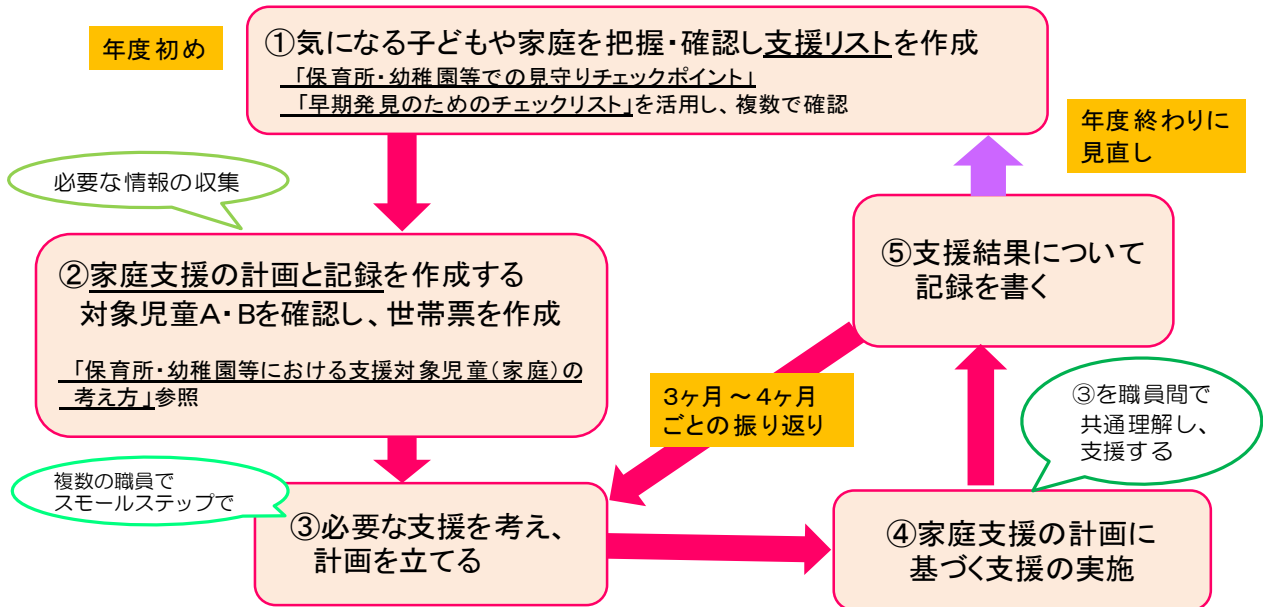 年度初め
①気になる子どもや家庭を把握・確認し支援リストを作成
「保育所・幼稚園等での見守りチェックポイント」
「早期発見のためのチェックリスト」を活用し、複数で確認
年度終わりに
見直し
必要な情報の収集
②家庭支援の計画と記録を作成する
対象児童A・Bを確認し、世帯票を作成
「保育所・幼稚園等における支援対象児童(家庭)の
考え方」参照
⑤支援結果について
記録を書く
3ヶ月~4ヶ月
ごとの振り返り
③を職員間で
共通理解し、
支援する
複数の職員で
スモールステップで
③必要な支援を考え、
計画を立てる
④家庭支援の計画に
基づく支援の実施